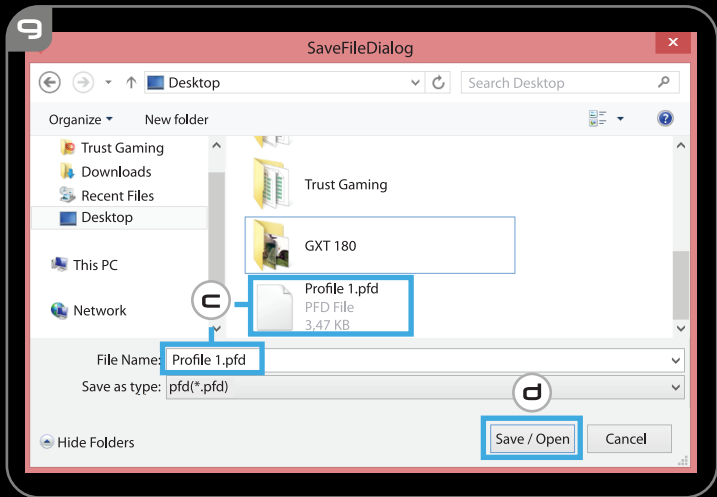 9
SaveFileDialog
x
Desktop
Search Desktop
Organize
New folder
?
Trust Gaming
Downloads
Recent Files
Desktop
This PC
Network
Trust Gaming
GXT 180
Profile 1.pfd
PFD File
3,47 KB
c
File Name: Profile 1.pfd
Save as type: pfd(*.pfd)
d
Hide Folders
Save / Open
Cancel